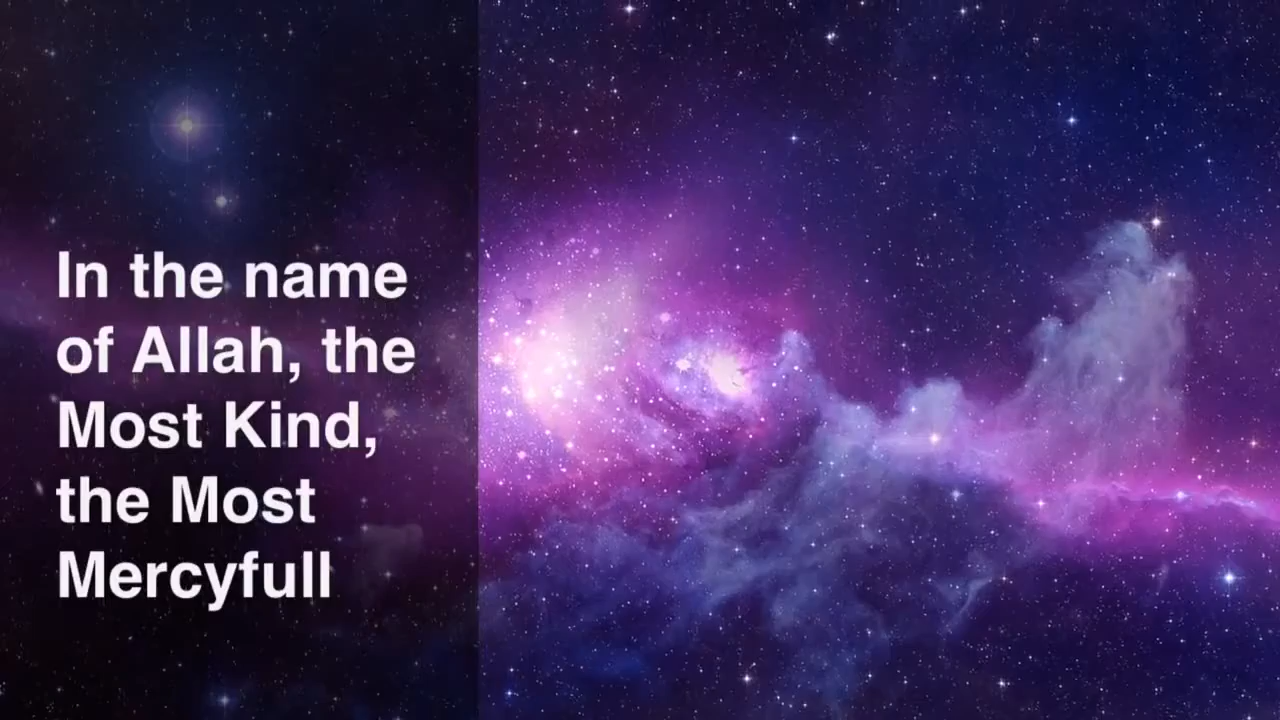 In the name
of Allah, the
Most Kind,
the Most
Mercyfull